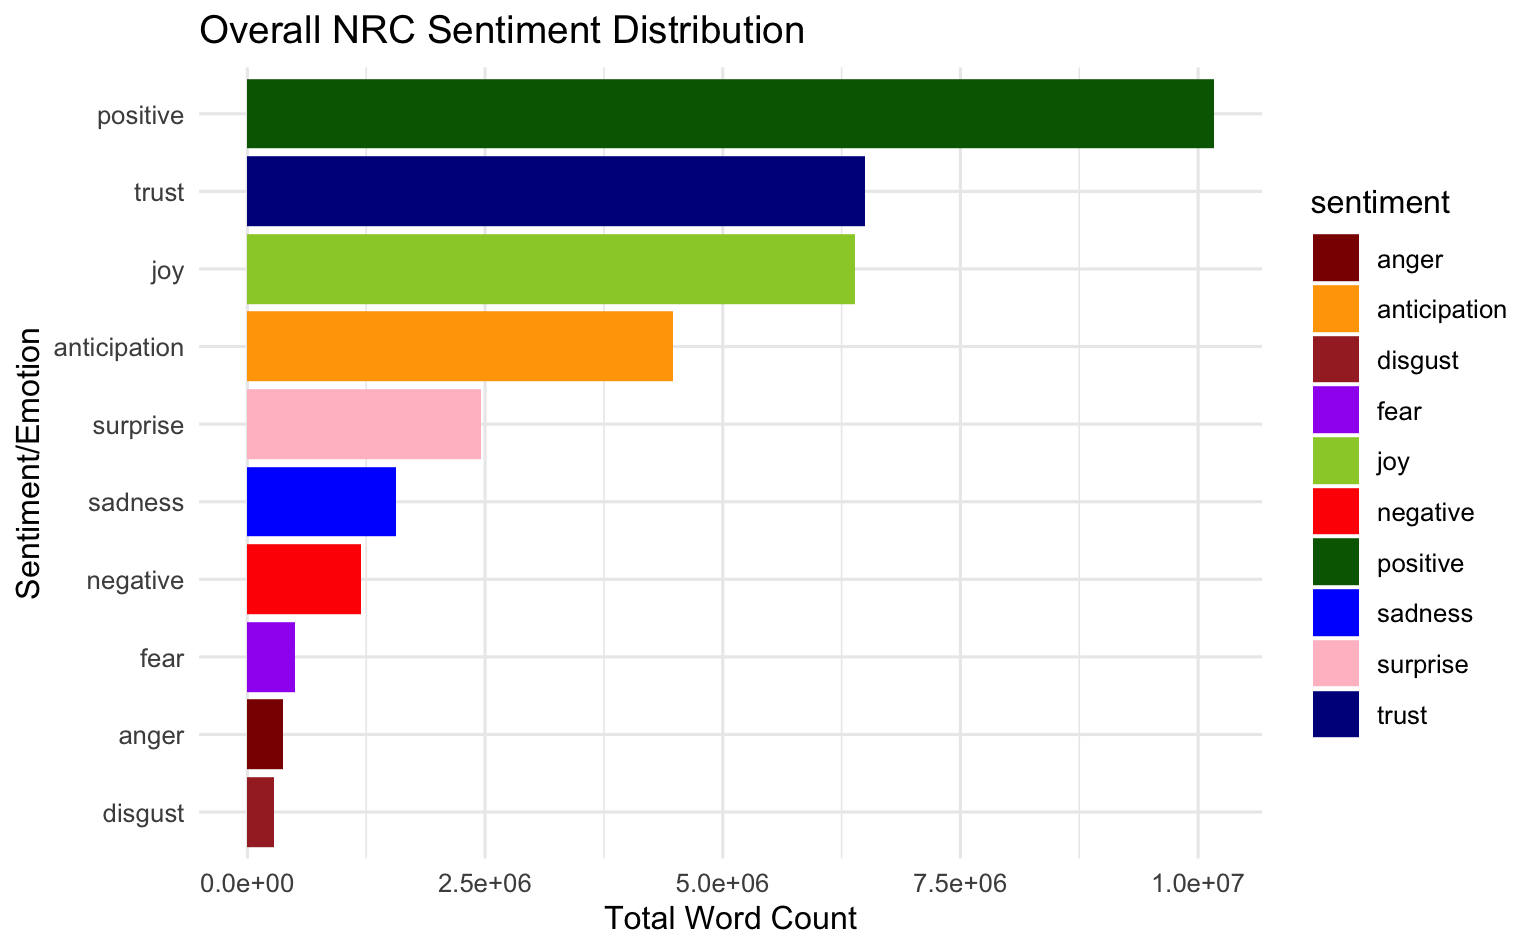 Overall NRC Sentiment Distribution
Sentiment/Emotion
positive
trust
joy
anticipation
surprise
sadness
negative
fear
anger
disgust
0.0e+00 2.5e+06 5.0e+06 7.5e+06 1.0e+07
Total Word Count
sentiment
anger
anticipation
disgust
fear
joy
negative
positive
sadness
surprise
trust